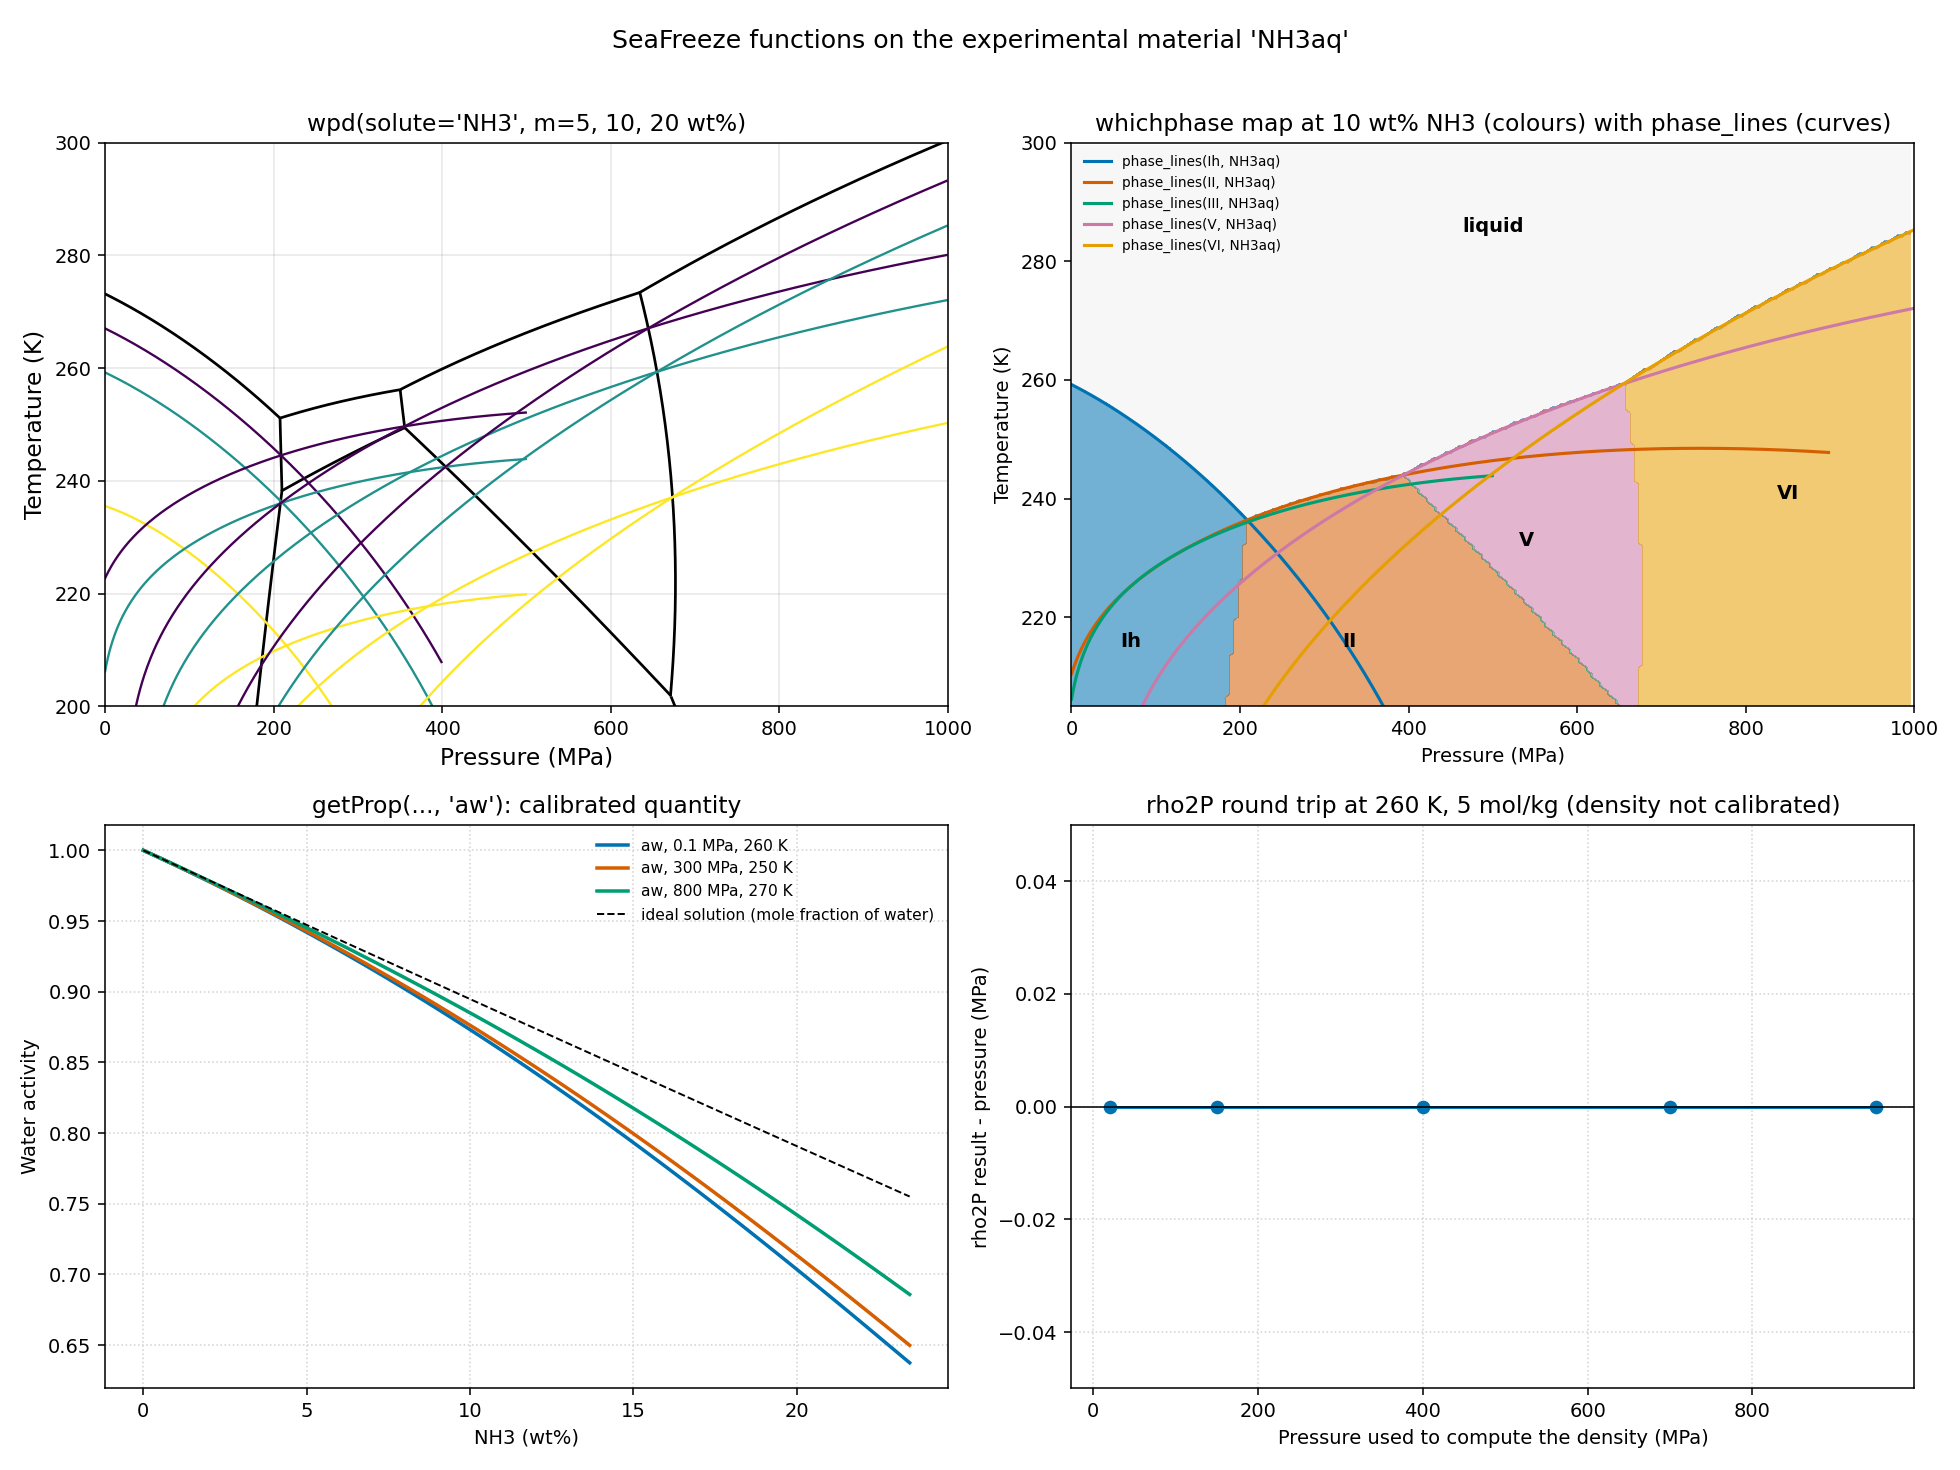 SeaFreeze functions on the experimental material 'NH3aq'
wpd(solute='NH3', m=5, 10, 20 wt%)
300
280
260
240
220
200
Temperature (K)
0
200
400
600
800
1000
Pressure (MPa)
whichphase map at 10 wt% NH3 (colours) with phase_lines (curves)
phase_lines(Ih, NH3aq)
phase_lines(II, NH3aq)
phase_lines(III, NH3aq)
phase_lines(V, NH3aq)
phase_lines(VI, NH3aq)
liquid
VI
V
Ih
II
300
280
260
240
220
Temperature (K)
0
200
400
600
800
1000
Pressure (MPa)
getProp(..., 'aw'): calibrated quantity
aw, 0.1 MPa, 260 K
aw, 300 MPa, 250 K
aw, 800 MPa, 270 K
ideal solution (mole fraction of water)
1.00
0.95
0.90
0.85
0.80
0.75
0.70
0.65
Water activity
0
5
10
15
20
NH3 (wt%)
rho2P round trip at 260 K, 5 mol/kg (density not calibrated)
0.04
0.02
0.00
−0.02
−0.04
rho2P result - pressure (MPa)
0
200
400
600
800
Pressure used to compute the density (MPa)